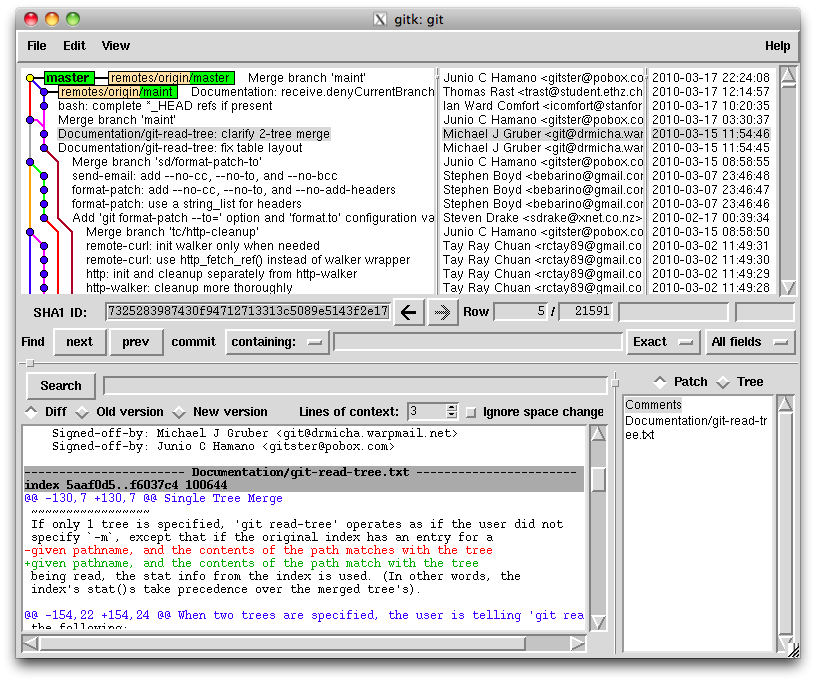 gitk: git
File Edit View Help
master remotes/origin/master Merge branch 'maint' Junio C Hamano <gitster@pobox.co 2010-03-17 22:24:08
remotes/origin/maint Documentation: receive.denyCurrentBranch Thomas Rast <trast@student.ethz.ch 2010-03-17 12:14:57
bash: complete *_HEAD refs if present Ian Ward Comfort <icomfort@stanfor 2010-03-17 10:20:35
Merge branch 'maint' Junio C Hamano <gitster@pobox.co 2010-03-17 03:30:37
Documentation/git-read-tree: clarify 2-tree merge Michael J Gruber <git@drmicha.war 2010-03-15 11:54:46
Documentation/git-read-tree: fix table layout Michael J Gruber <git@drmicha.war 2010-03-15 11:54:45
Merge branch 'sd/format-patch-to' Junio C Hamano <gitster@pobox.co 2010-03-15 08:58:55
send-email: add --no-cc, --no-to, and --no-bcc Stephen Boyd <bebarino@gmail.com 2010-03-07 23:46:48
format-patch: add --no-cc, --no-to, and --no-add-headers Stephen Boyd <bebarino@gmail.com 2010-03-07 23:46:47
format-patch: use a string_list for headers Stephen Boyd <bebarino@gmail.com 2010-03-07 23:46:46
Add 'git format-patch --to=' option and 'format.to' configuration va Steven Drake <sdrake@xnet.co.nz> 2010-02-17 00:39:34
Merge branch 'tc/http-cleanup' Junio C Hamano <gitster@pobox.co 2010-03-15 08:58:50
remote-curl: init walker only when needed Tay Ray Chuan <rctay89@gmail.co 2010-03-02 11:49:31
remote-curl: use http_fetch_ref() instead of walker wrapper Tay Ray Chuan <rctay89@gmail.co 2010-03-02 11:49:30
http: init and cleanup separately from http-walker Tay Ray Chuan <rctay89@gmail.co 2010-03-02 11:49:29
http-walker: cleanup more thoroughly Tay Ray Chuan <rctay89@gmail.co 2010-03-02 11:49:28
SHA1 ID: 7325283987430f94712713313c5089e5143f2e17 Row 5 / 21591
Find next prev commit containing: Exact All fields
Search
Diff Old version New version Lines of context: 3 Ignore space change
Signed-off-by: Michael J Gruber <git@drmicha.warpmail.net>
Signed-off-by: Junio C Hamano <gitster@pobox.com>
---------------------- Documentation/git-read-tree.txt ----------------------
index 5aaf0d5..f6037c4 100644
@@ -130,7 +130,7 @@ Single Tree Merge
~~~~~~~~~~~~~~~~~
If only 1 tree is specified, 'git read-tree' operates as if the user did not
specify `-m`, except that if the original index has an entry for a
-given pathname, and the contents of the path matches with the tree
+given pathname, and the contents of the path match with the tree
being read, the stat info from the index is used. (In other words, the
index's stat()s take precedence over the merged tree's).
@@ -154,22 +154,24 @@ When two trees are specified, the user is telling 'git rea
the following:
Patch Tree
Comments
Documentation/git-read-tr
ee.txt